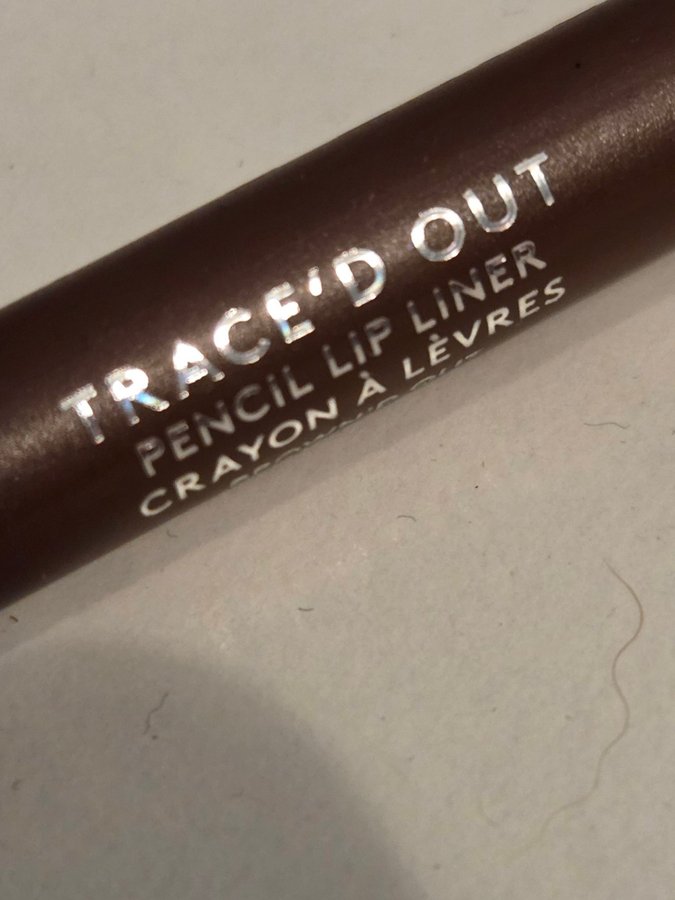 TRACE'D OUT
PENCIL LIP LINER
CRAYON À LÈVRES